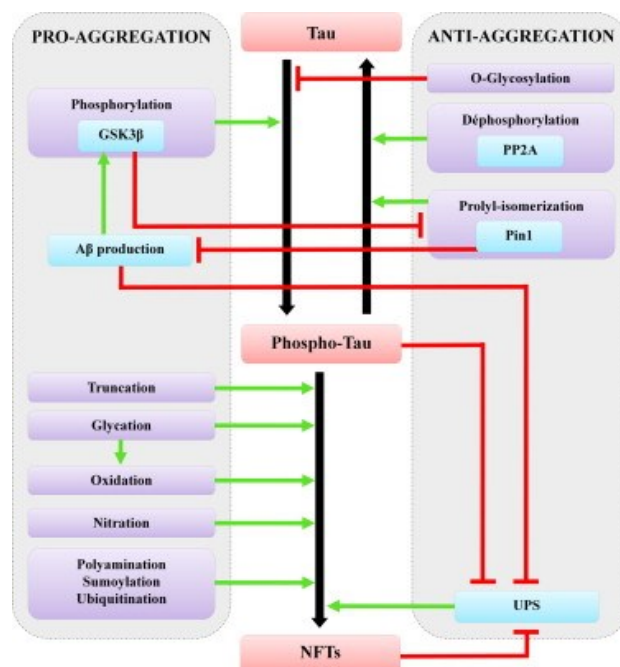 PRO-AGGREGATION
Tau
ANTI-AGGREGATION
O-Glycosylation
Phosphorylation
GSK3β
Déphosphorylation
PP2A
Prolyl-isomerization
Pin1
Aβ production
Phospho-Tau
Truncation
Glycation
Oxidation
Nitration
Polyamination
Sumoylation
Ubiquitination
UPS
NFTs